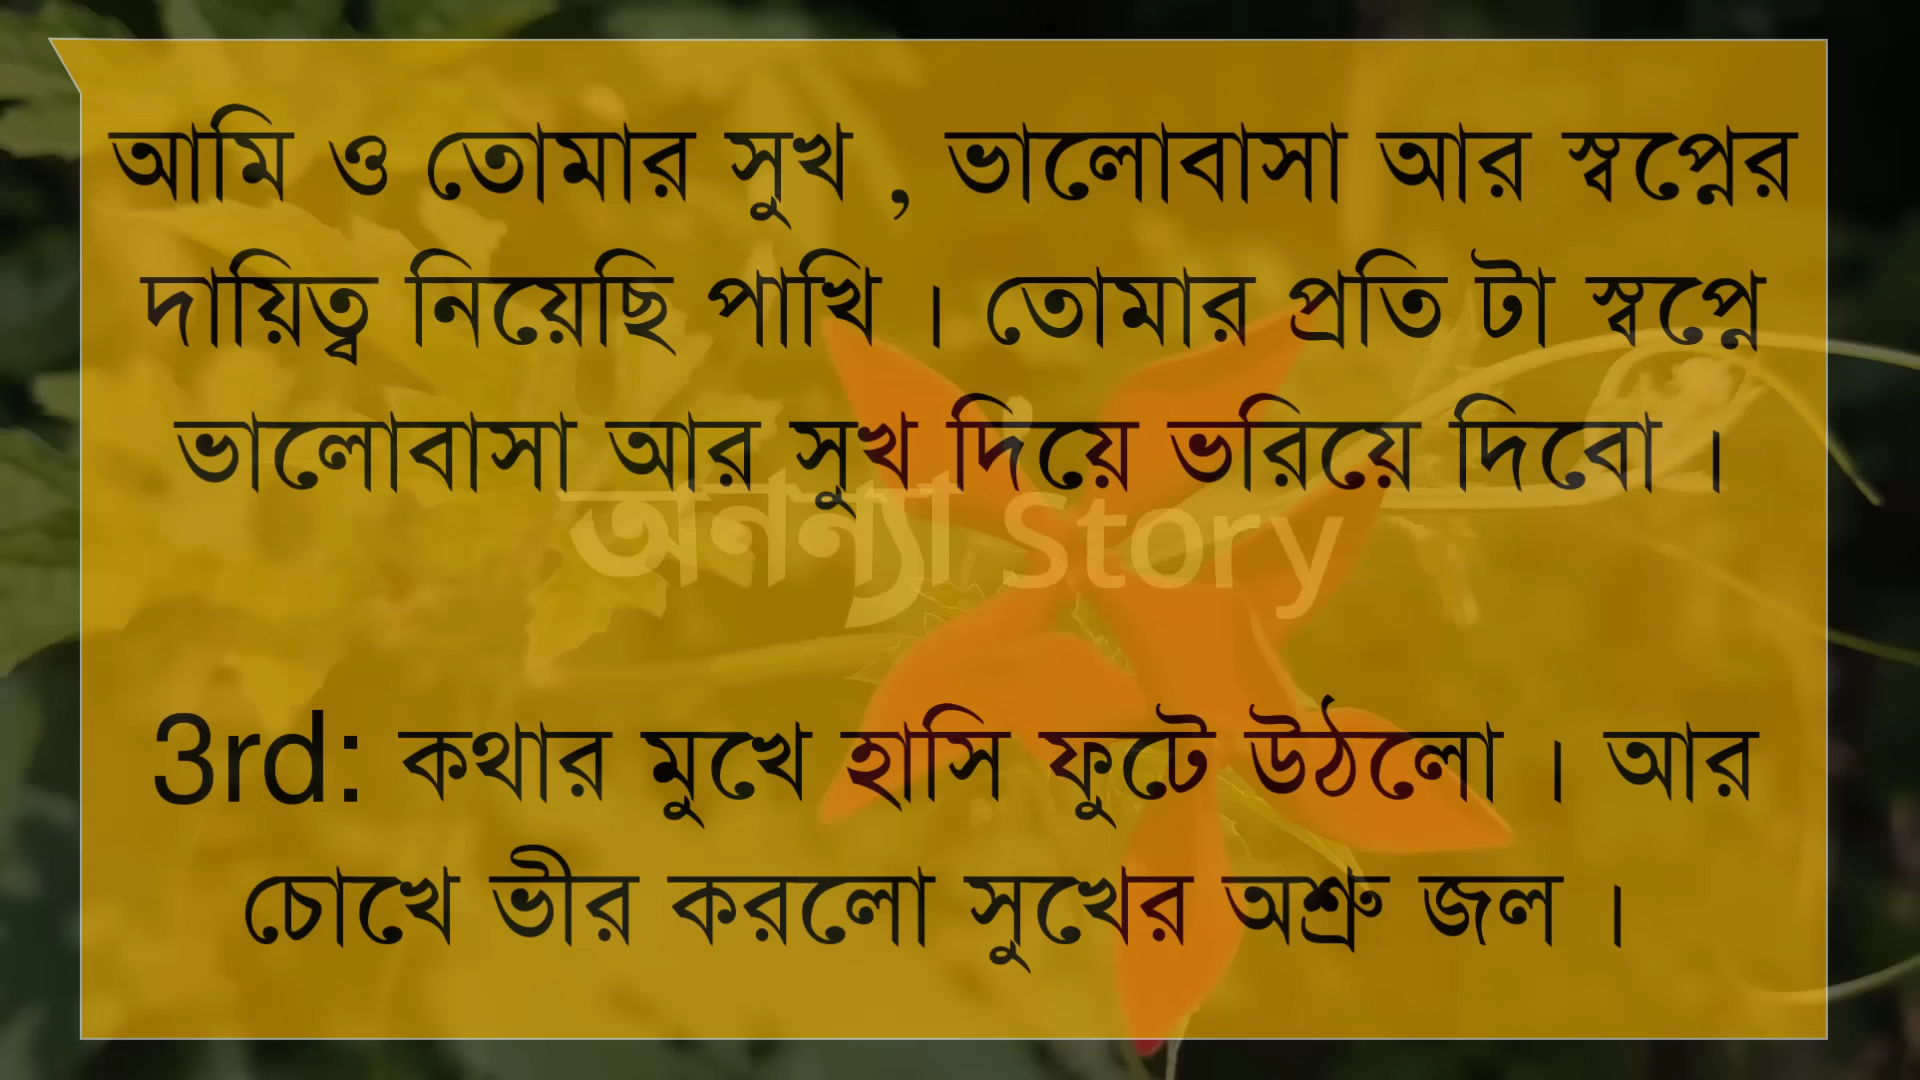 আমি ও তোমার সুখ , ভালোবাসা আর স্বপ্নের
দায়িত্ব নিয়েছি পাখি । তোমার প্রতি টা স্বপ্নে
ভালোবাসা আর সুখ দিয়ে ভরিয়ে দিবো ।
অনন্যা Story
3rd: কথার মুখে হাসি ফুটে উঠলো । আর
চোখে ভীর করলো সুখের অশ্রু জল ।